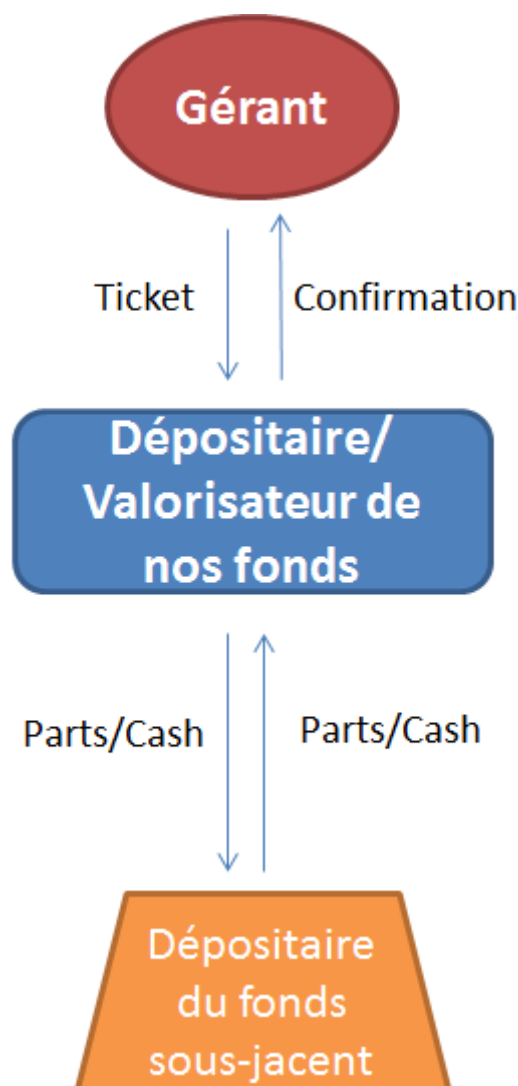 Gérant
Ticket
Confirmation
Dépositaire/
Valorisateur de
nos fonds
Parts/Cash
Parts/Cash
Dépositaire
du fonds
sous-jacent